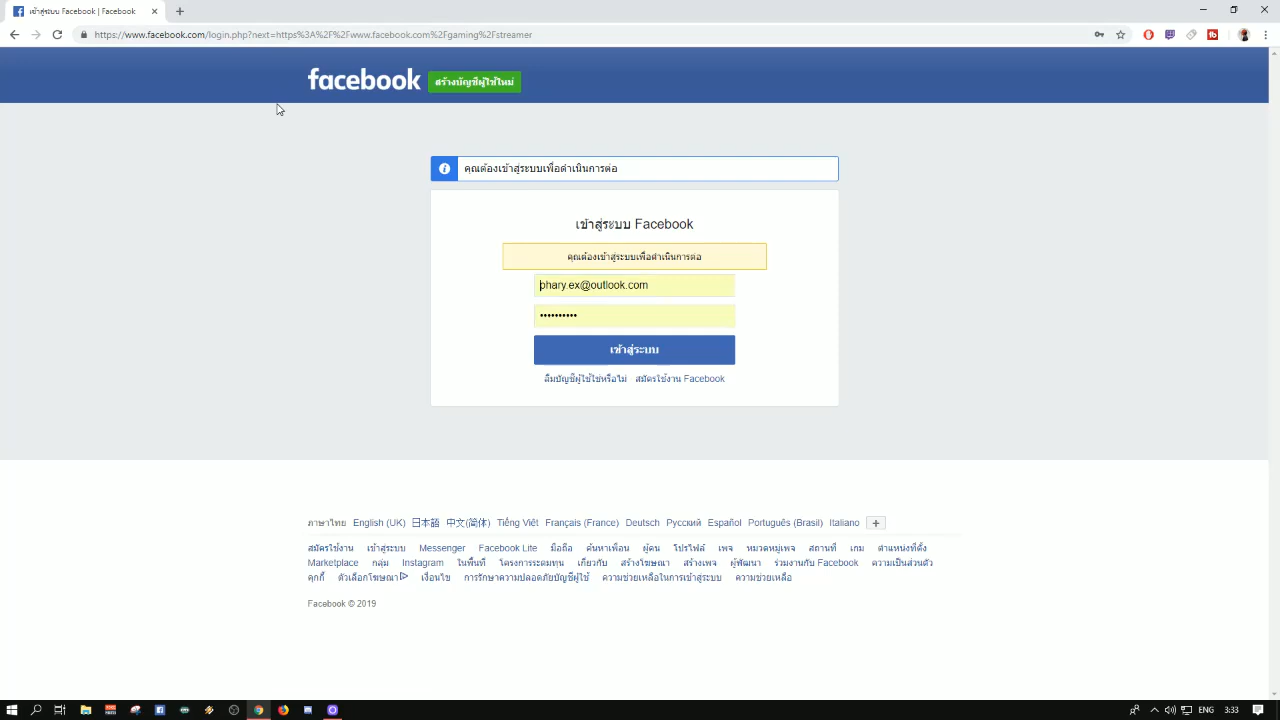 เข้าสู่ระบบ Facebook | Facebook
https://www.facebook.com/login.php?next=https%3A%2F%2Fwww.facebook.com%2Fgaming%2Fstreamer
facebook สร้างบัญชีผู้ใช้ใหม่
คุณต้องเข้าสู่ระบบเพื่อดำเนินการต่อ
เข้าสู่ระบบ Facebook
คุณต้องเข้าสู่ระบบเพื่อดำเนินการต่อ
phary.ex@outlook.com
••••••••••
เข้าสู่ระบบ
ลืมบัญชีผู้ใช้ใช่หรือไม่ สมัครใช้งาน Facebook
ภาษาไทย English (UK) 日本語 中文(简体) Tiếng Việt Français (France) Deutsch Русский Español Português (Brasil) Italiano +
สมัครใช้งาน เข้าสู่ระบบ Messenger Facebook Lite มือถือ ค้นหาเพื่อน ผู้คน โปรไฟล์ เพจ หมวดหมู่เพจ สถานที่ เกม ตำแหน่งที่ตั้ง
Marketplace กลุ่ม Instagram ในพื้นที่ โครงการระดมทุน เกี่ยวกับ สร้างโฆษณา สร้างเพจ ผู้พัฒนา ร่วมงานกับ Facebook ความเป็นส่วนตัว
คุกกี้ ตัวเลือกโฆษณา เงื่อนไข การรักษาความปลอดภัยบัญชีผู้ใช้ ความช่วยเหลือในการเข้าสู่ระบบ ความช่วยเหลือ
Facebook © 2019
ENG 3:33